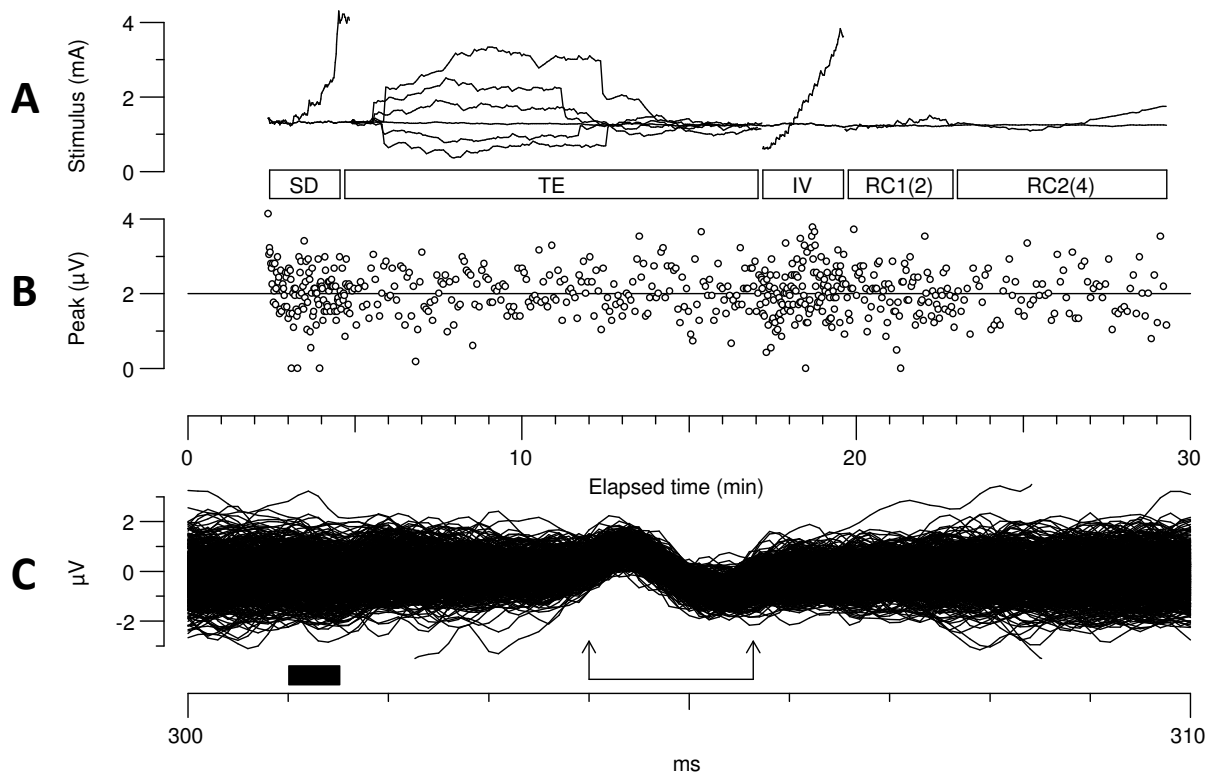 A
Stimulus (mA)
4
2
0
SD TE IV RC1(2) RC2(4)
B
Peak (µV)
4
2
0
0 10 20 30
Elapsed time (min)
C
µV
2
0
-2
300 310
ms